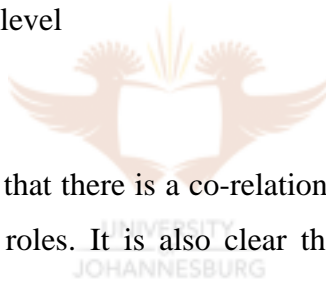 level
that there is a co-relation
UNIVERSITY
roles. It is also clear th
JOHANNESBURG